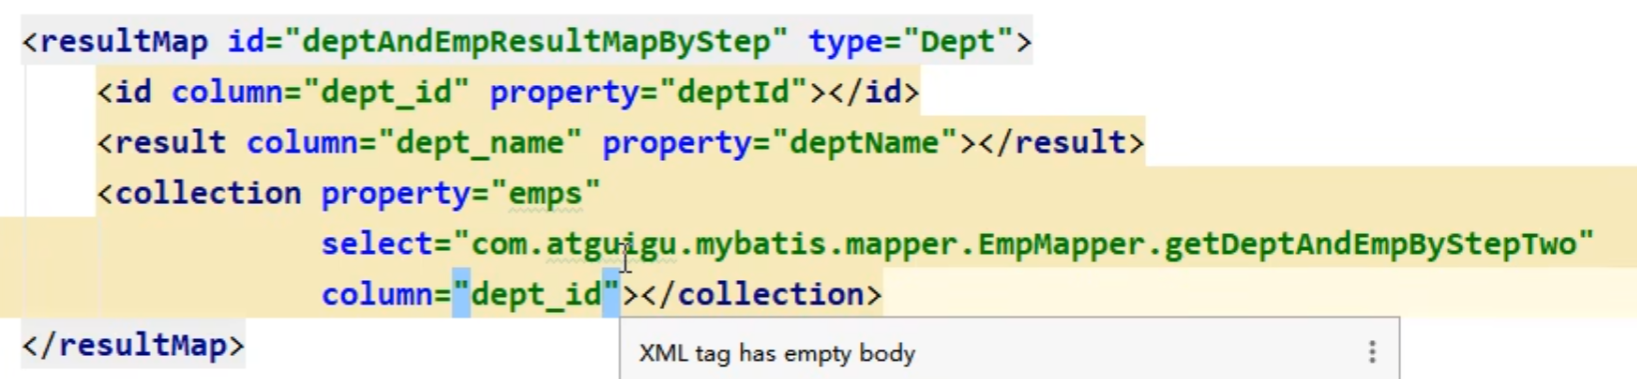 <resultMap id="deptAndEmpResultMapByStep" type="Dept">
<id column="dept_id" property="deptId"></id>
<result column="dept_name" property="deptName"></result>
<collection property="emps"
select="com.atguigu.mybatis.mapper.EmpMapper.getDeptAndEmpByStepTwo"
column="dept_id"></collection>
</resultMap>
XML tag has empty body